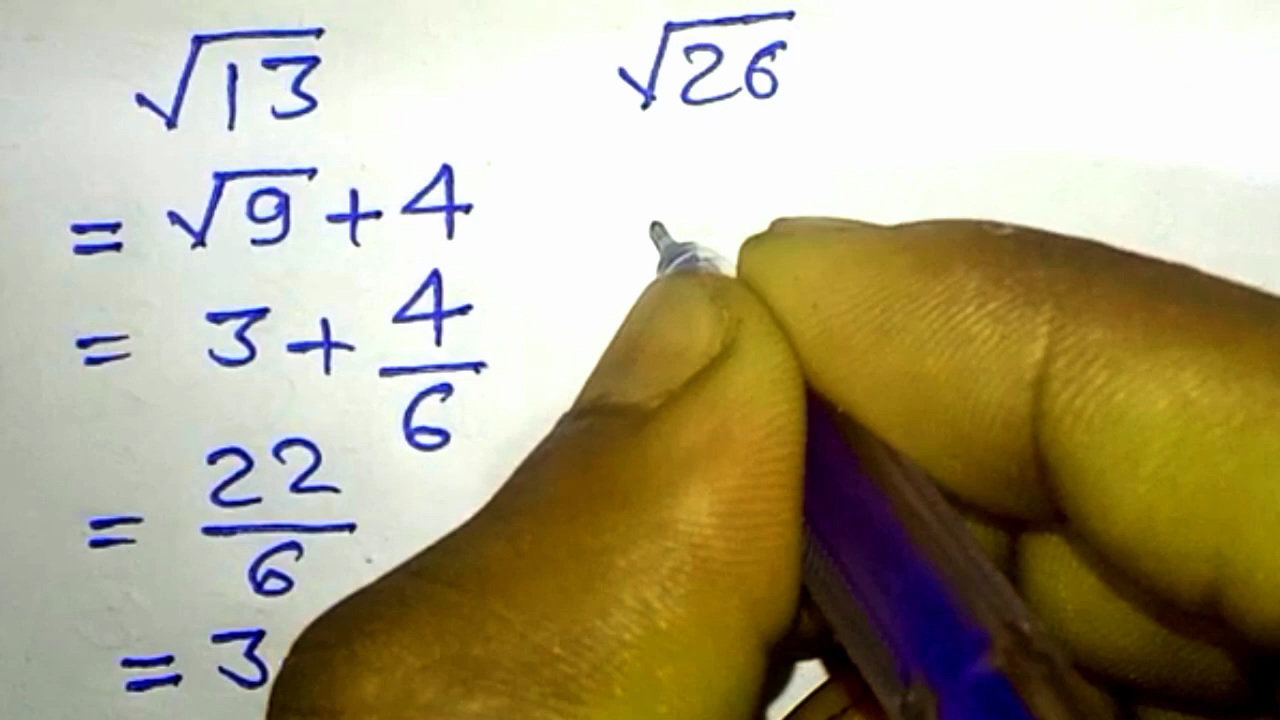 √13
= √9 + 4
= 3 + 4/6
= 22/6
= 3
√26